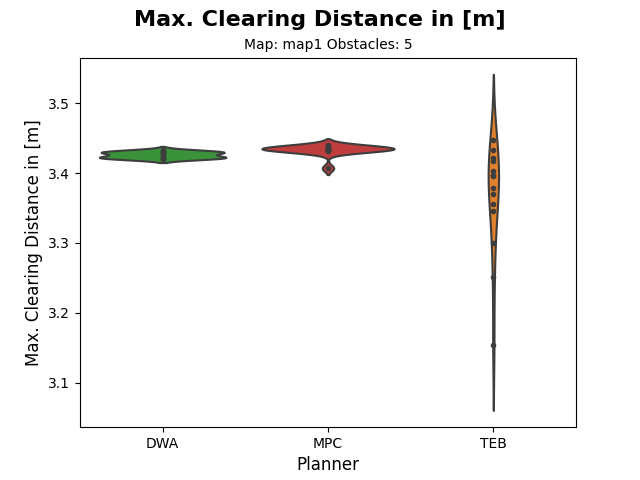 Max. Clearing Distance in [m]
Map: map1 Obstacles: 5
Max. Clearing Distance in [m]
3.5
3.4
3.3
3.2
3.1
DWA
MPC
TEB
Planner